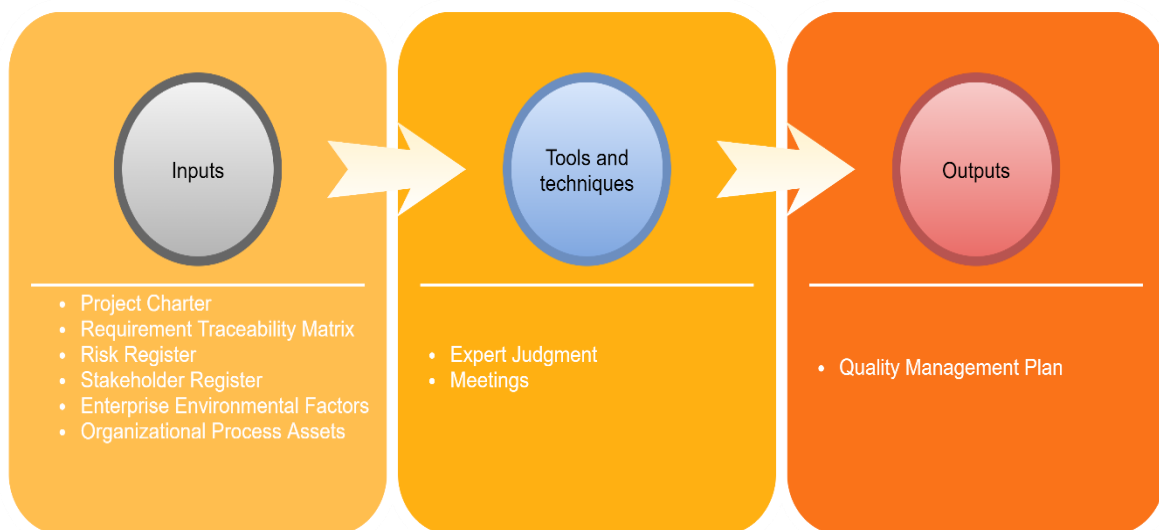 Inputs
• Project Charter
• Requirement Traceability Matrix
• Risk Register
• Stakeholder Register
• Enterprise Environmental Factors
• Organizational Process Assets
Tools and
techniques
• Expert Judgment
• Meetings
Outputs
• Quality Management Plan